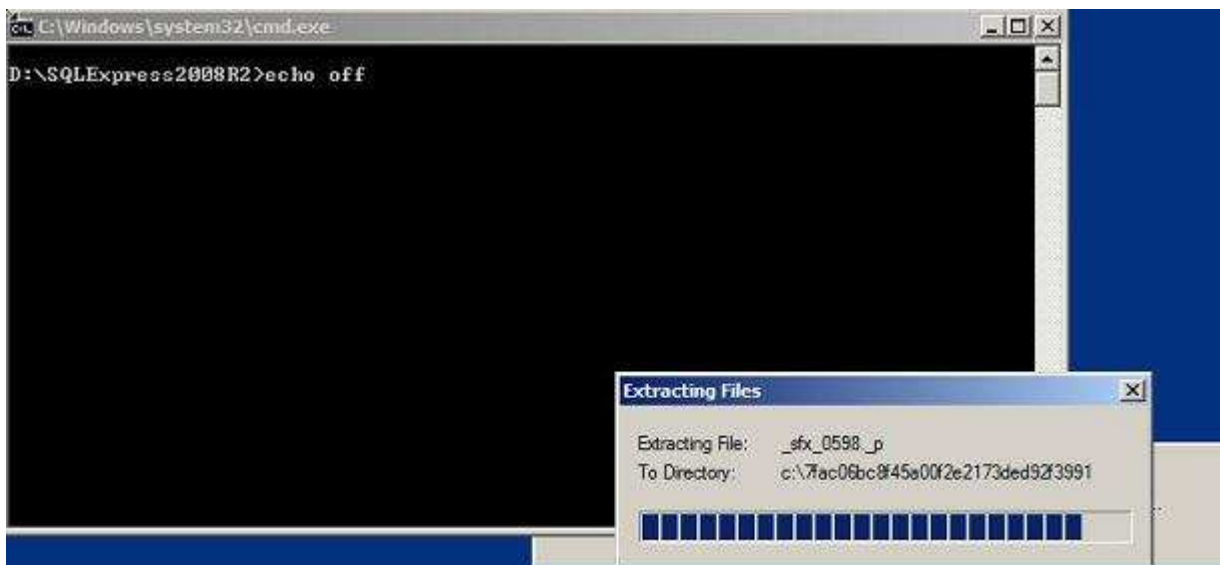 C:\Windows\system32\cmd.exe
D:\SQLExpress2008R2>echo off
Extracting Files
Extracting File: _sfx_0598._p
To Directory: c:\7fac06bc8f45a00f2e2173ded92f3991